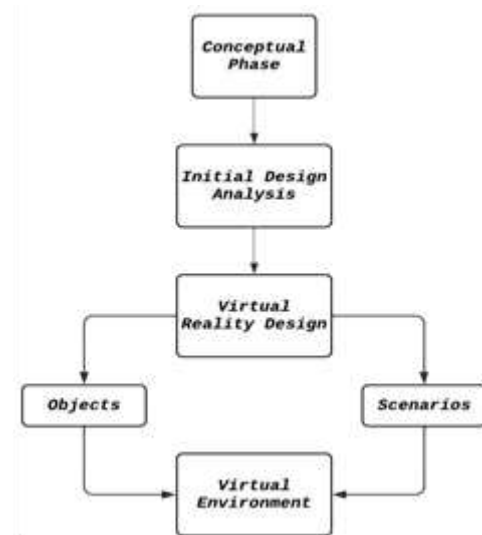 Conceptual
Phase
Initial Design
Analysis
Virtual
Reality Design
Objects
Scenarios
Virtual
Environment